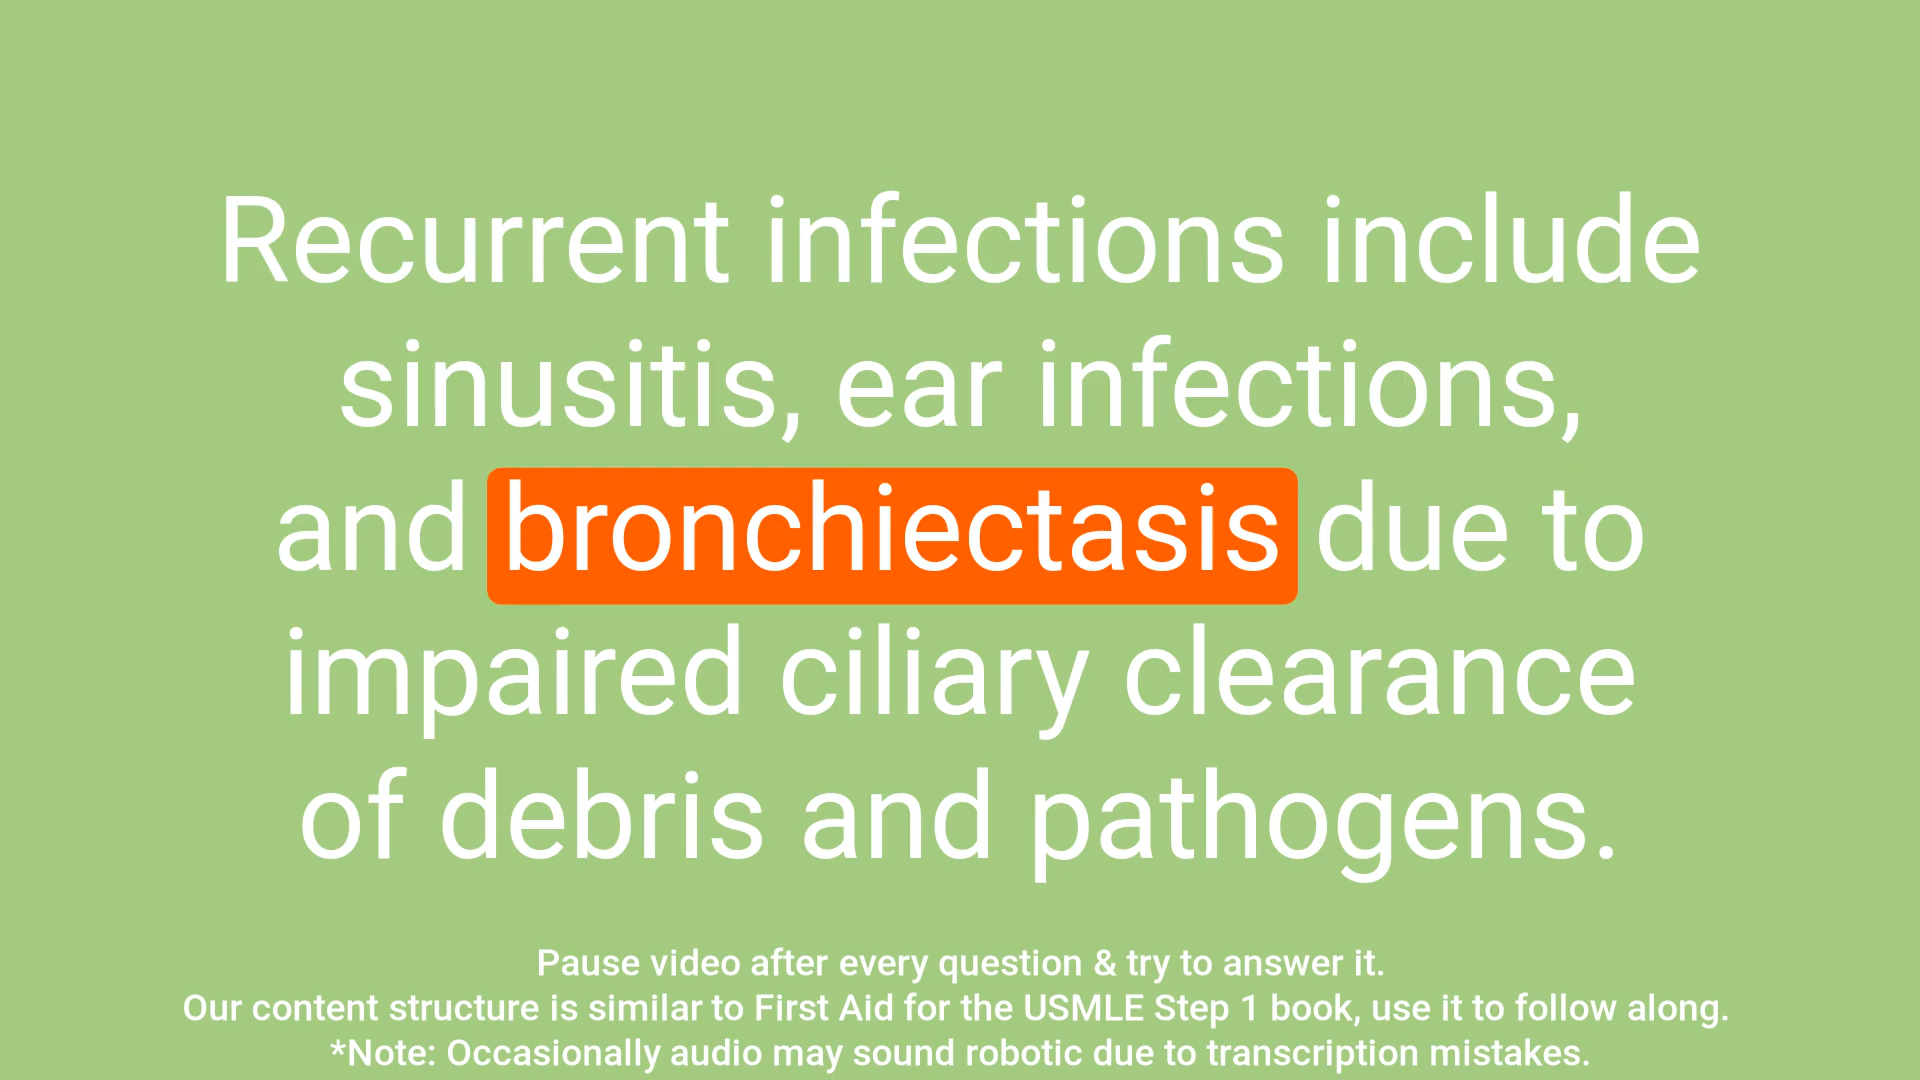 Recurrent infections include
sinusitis, ear infections,
and bronchiectasis due to
impaired ciliary clearance
of debris and pathogens.
Pause video after every question & try to answer it.
Our content structure is similar to First Aid for the USMLE Step 1 book, use it to follow along.
*Note: Occasionally audio may sound robotic due to transcription mistakes.